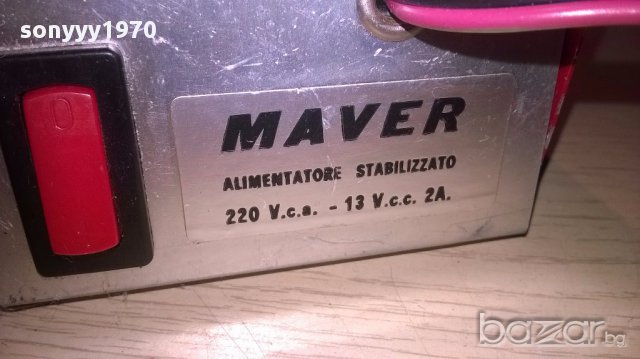 sonyyy1970
O
MAVER
ALIMENTATORE STABILIZZATO
220 V.c.a. - 13 V.c.c. 2A.
bazar.bg